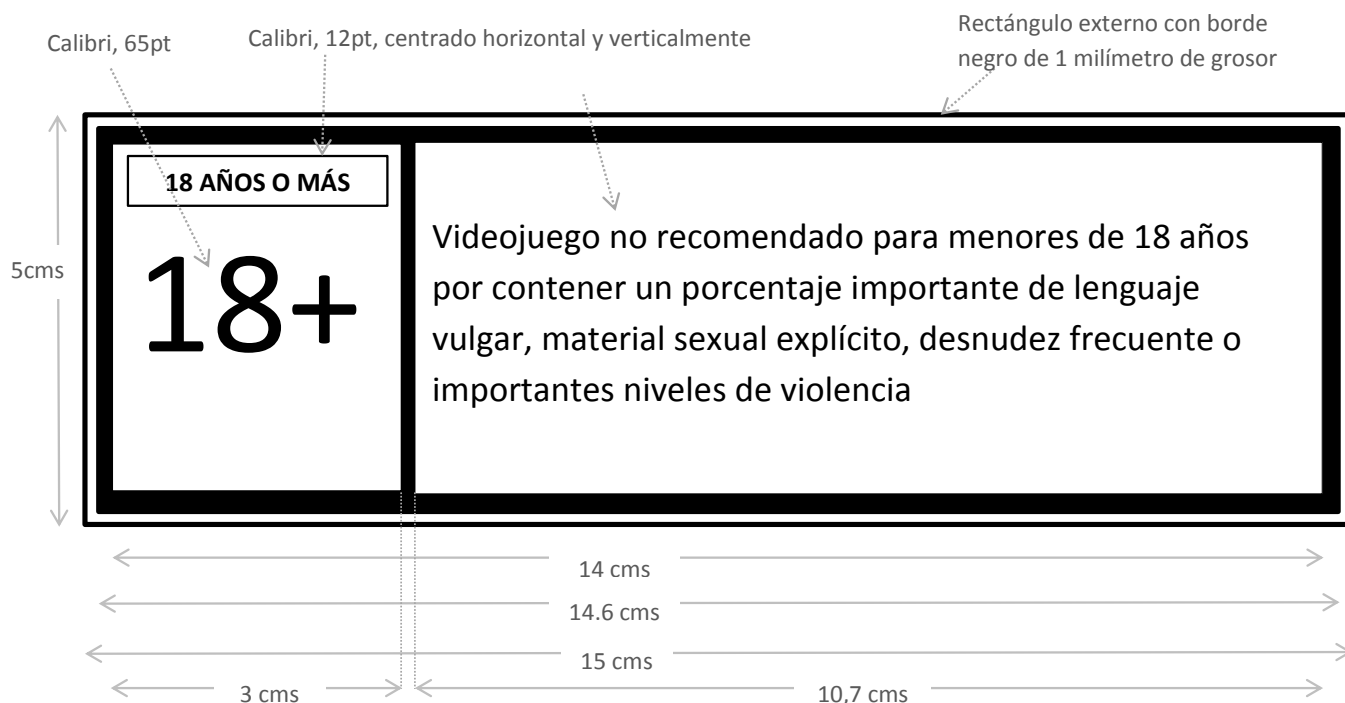 Calibri, 65pt
Calibri, 12pt, centrado horizontal y verticalmente
Rectángulo externo con borde
negro de 1 milímetro de grosor
5cms
18 AÑOS O MÁS
18+
Videojuego no recomendado para menores de 18 años
por contener un porcentaje importante de lenguaje
vulgar, material sexual explícito, desnudez frecuente o
importantes niveles de violencia
14 cms
14.6 cms
15 cms
3 cms
10,7 cms